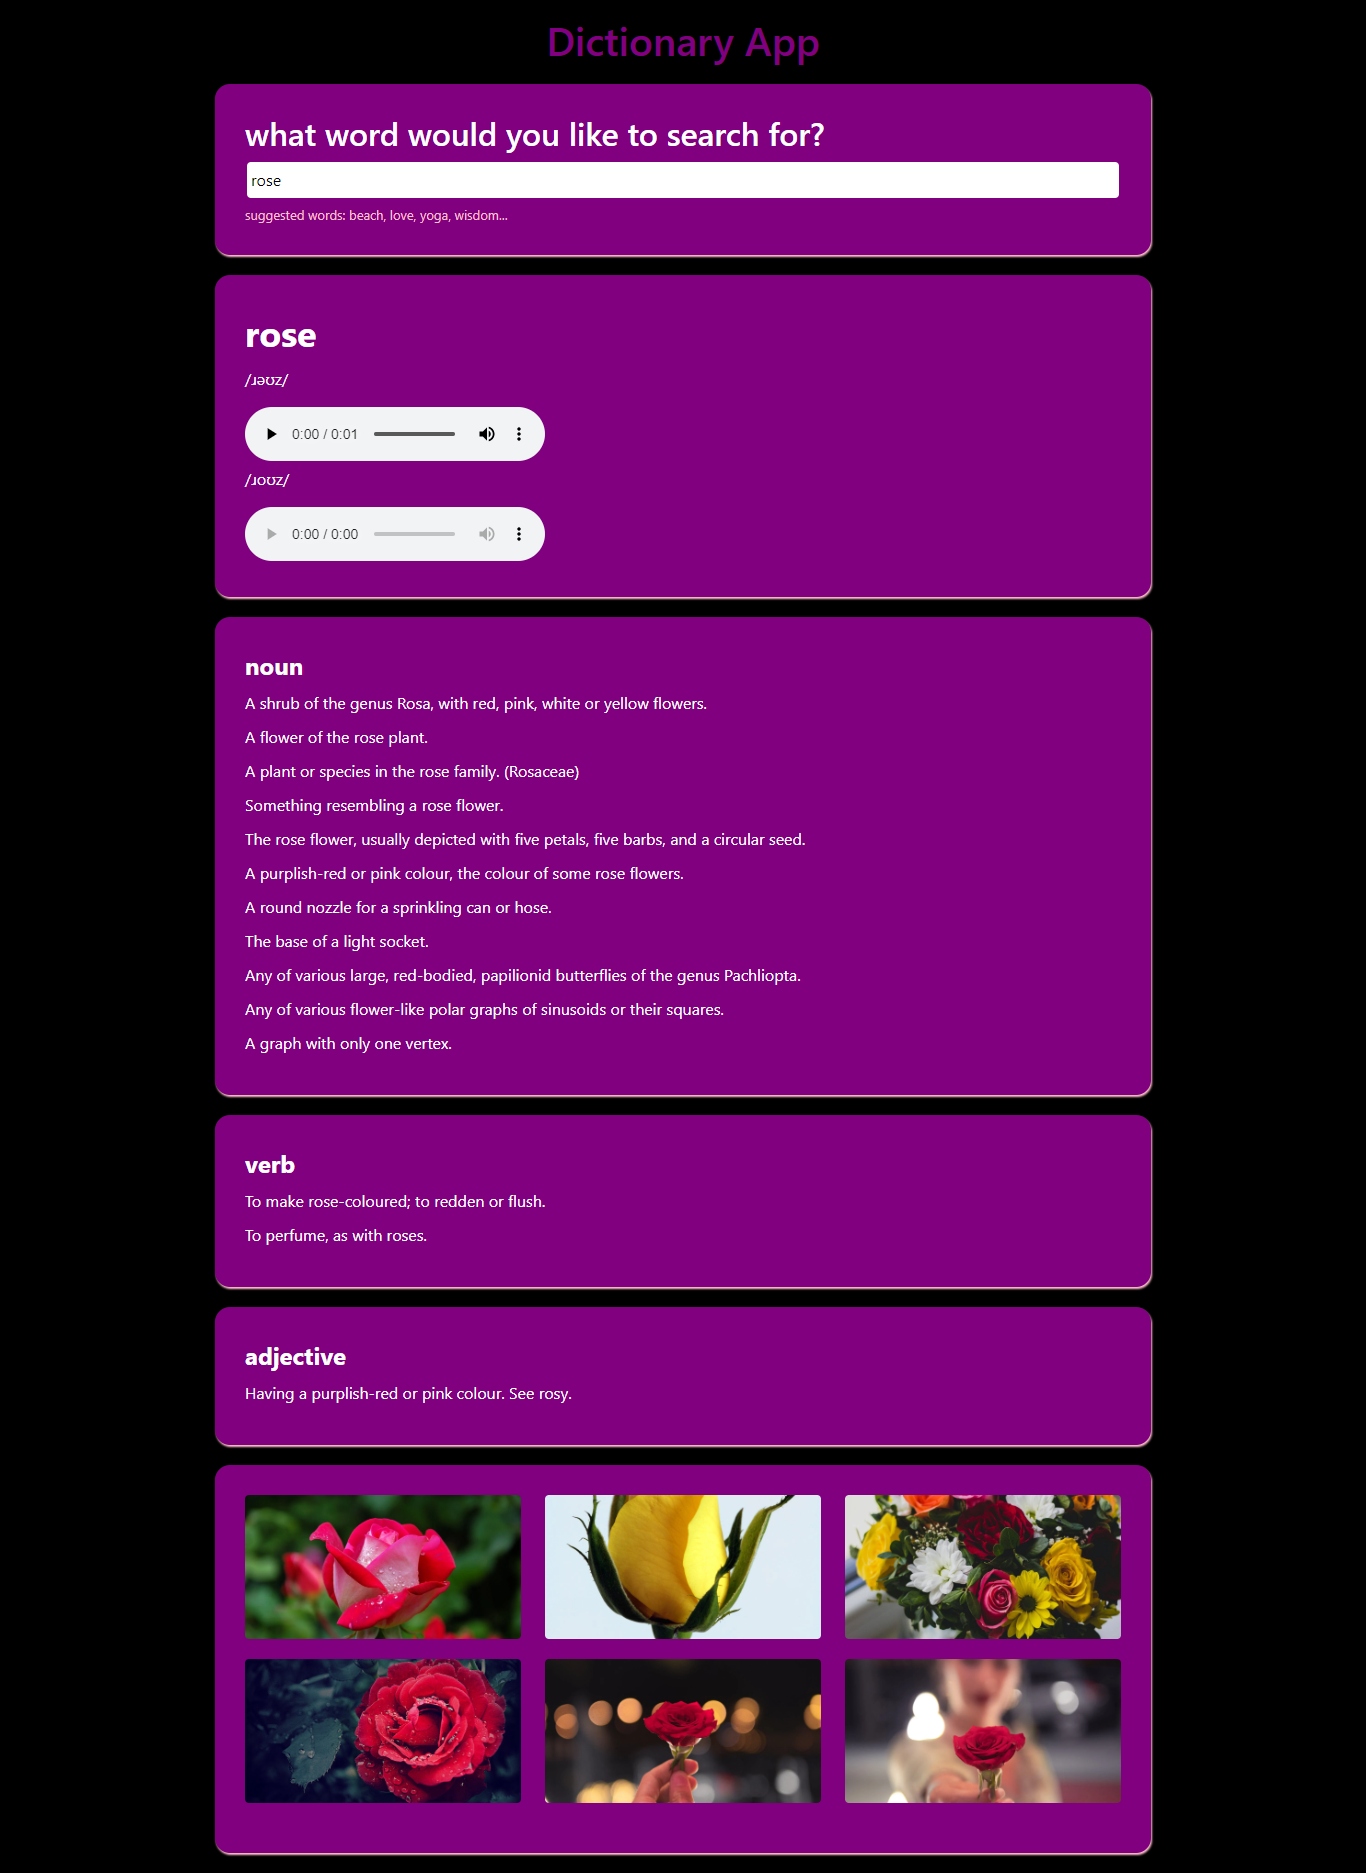 Dictionary App
what word would you like to search for?
rose
suggested words: beach, love, yoga, wisdom...
rose
/ɹəʊz/
0:00 / 0:01
/ɹoʊz/
0:00 / 0:00
noun
A shrub of the genus Rosa, with red, pink, white or yellow flowers.
A flower of the rose plant.
A plant or species in the rose family. (Rosaceae)
Something resembling a rose flower.
The rose flower, usually depicted with five petals, five barbs, and a circular seed.
A purplish-red or pink colour, the colour of some rose flowers.
A round nozzle for a sprinkling can or hose.
The base of a light socket.
Any of various large, red-bodied, papilionid butterflies of the genus Pachliopta.
Any of various flower-like polar graphs of sinusoids or their squares.
A graph with only one vertex.
verb
To make rose-coloured; to redden or flush.
To perfume, as with roses.
adjective
Having a purplish-red or pink colour. See rosy.